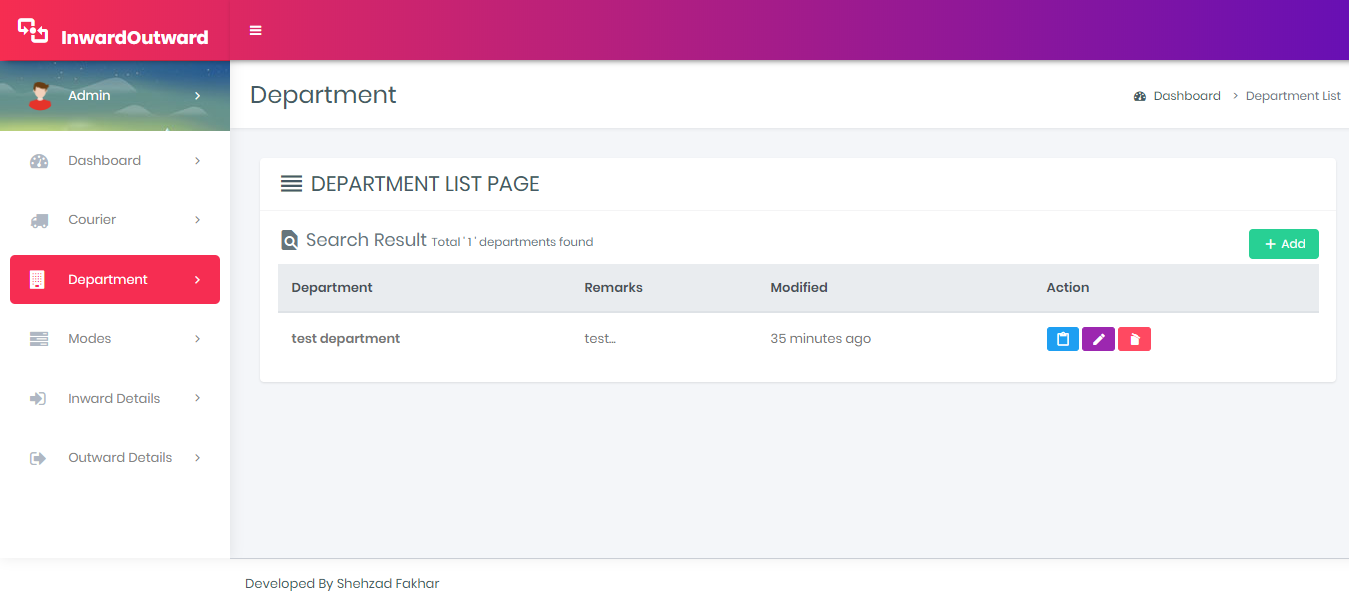 InwardOutward
Admin
Dashboard
Courier
Department
Modes
Inward Details
Outward Details
Department
Dashboard > Department List
DEPARTMENT LIST PAGE
Search Result Total ' 1 ' departments found
+ Add
Department Remarks Modified Action
test department test... 35 minutes ago
Developed By Shehzad Fakhar